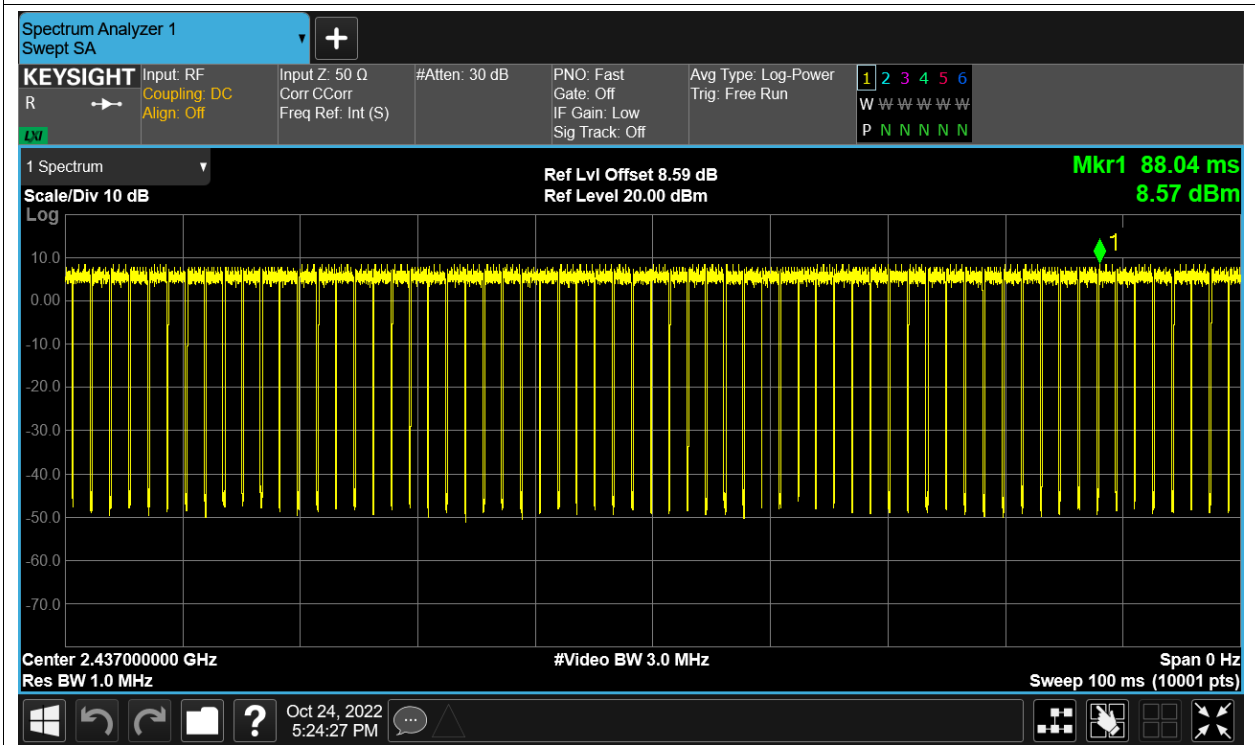 Spectrum Analyzer 1
Swept SA
+
KEYSIGHT
R
LXI
Input: RF
Coupling: DC
Align: Off
Input Z: 50 Ω
Corr CCorr
Freq Ref: Int (S)
#Atten: 30 dB
PNO: Fast
Gate: Off
IF Gain: Low
Sig Track: Off
Avg Type: Log-Power
Trig: Free Run
1 2 3 4 5 6
W W W W W W
P N N N N N
1 Spectrum
Scale/Div 10 dB
Log
Ref Lvl Offset 8.59 dB
Ref Level 20.00 dBm
Mkr1 88.04 ms
8.57 dBm
1
10.0
0.00
-10.0
-20.0
-30.0
-40.0
-50.0
-60.0
-70.0
Center 2.437000000 GHz
#Video BW 3.0 MHz
Span 0 Hz
Res BW 1.0 MHz
Sweep 100 ms (10001 pts)
?
Oct 24, 2022
5:24:27 PM